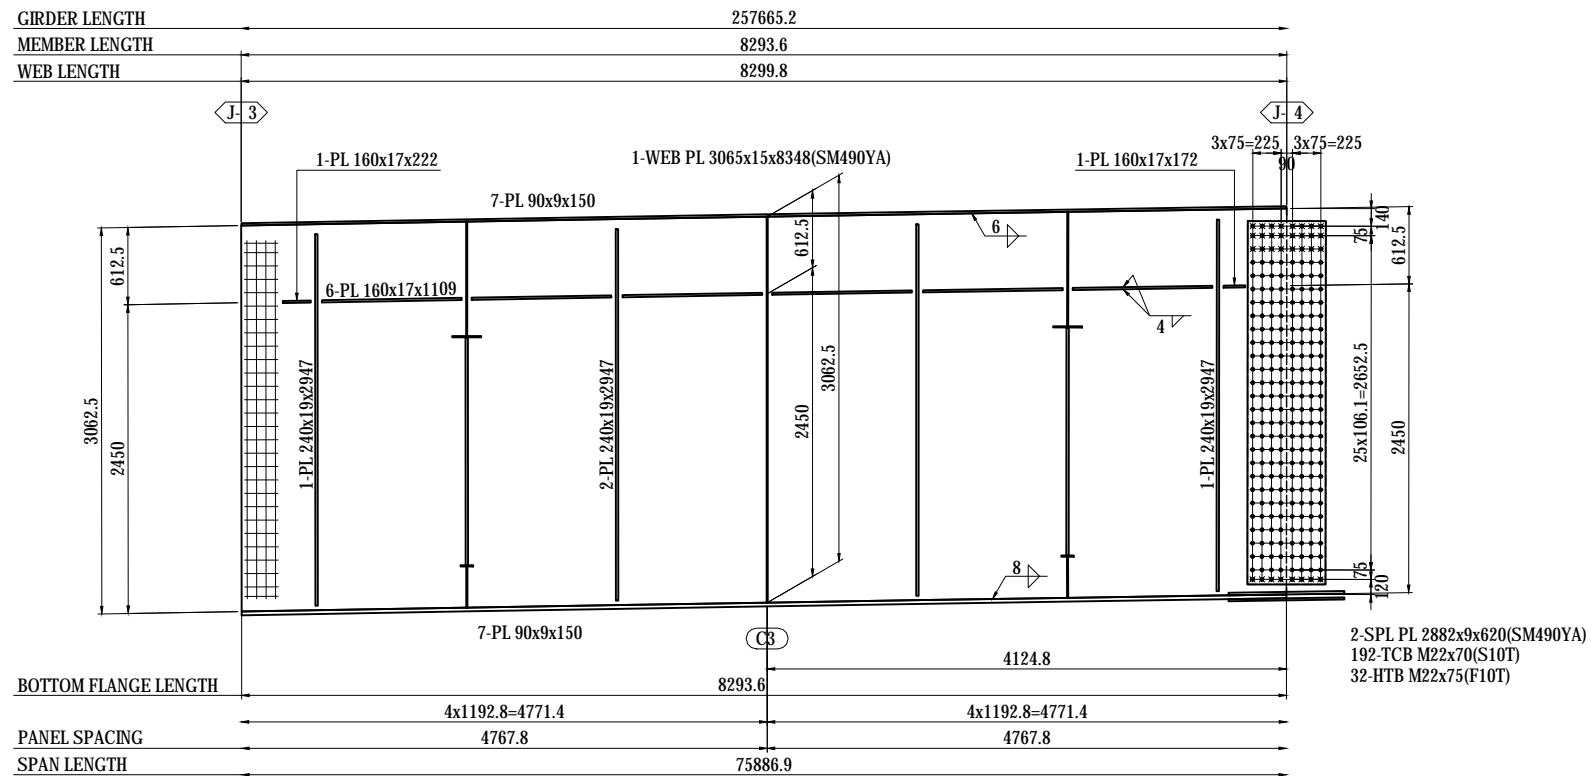 GIRDER LENGTH
257665.2
MEMBER LENGTH
8293.6
WEB LENGTH
8299.8
J- 3
J- 4
3x75=225
3x75=225
90
1-PL 160x17x222
1-WEB PL 3065x15x8348(SM490YA)
1-PL 160x17x172
7-PL 90x9x150
6
140
75
612.5
612.5
612.5
6-PL 160x17x1109
4
3062.5
2450
1-PL 240x19x2947
2-PL 240x19x2947
2450
3062.5
1-PL 240x19x2947
25x106.1=2652.5
2450
8
75
120
7-PL 90x9x150
C3
2-SPL PL 2882x9x620(SM490YA)
192-TCB M22x70(S10T)
32-HTB M22x75(F10T)
4124.8
BOTTOM FLANGE LENGTH
8293.6
4x1192.8=4771.4
4x1192.8=4771.4
PANEL SPACING
4767.8
4767.8
SPAN LENGTH
75886.9